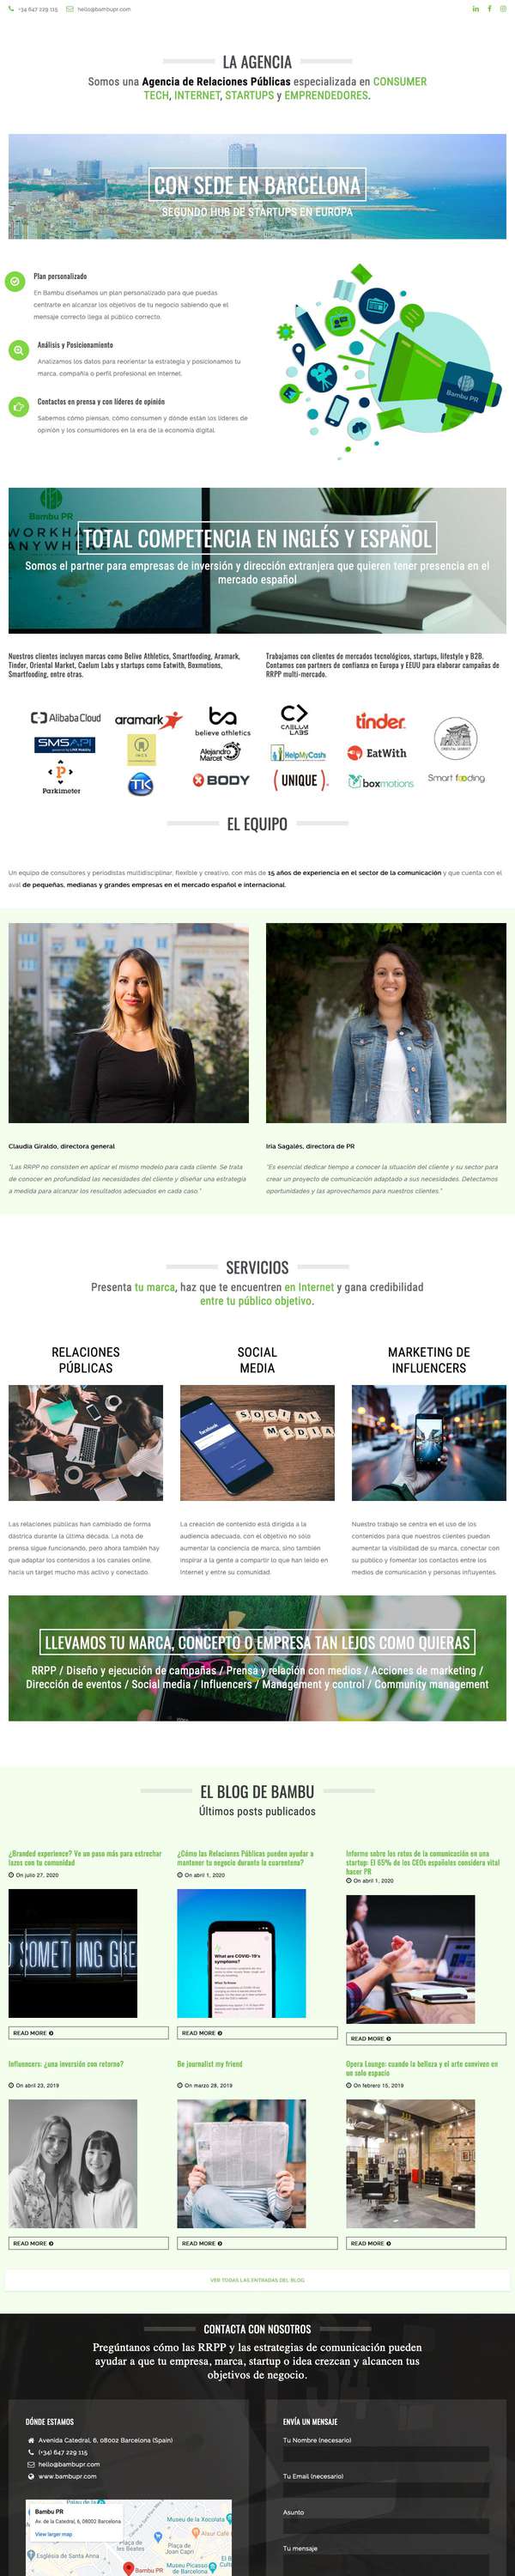 +34 647 229 115 hello@bambupr.com
LA AGENCIA
Somos una Agencia de Relaciones Públicas especializada en CONSUMER
TECH, INTERNET, STARTUPS y EMPRENDEDORES.
CON SEDE EN BARCELONA
SEGUNDO HUB DE STARTUPS EN EUROPA
Plan personalizado
En Bambu diseñamos un plan personalizado para que puedas
centrarte en alcanzar los objetivos de tu negocio sabiendo que el
mensaje correcto llega al público correcto.
Análisis y Posicionamiento
Analizamos los datos para reorientar la estrategia y posicionamos tu
marca, compañía o perfil profesional en Internet.
Contactos en prensa y con líderes de opinión
Sabemos cómo piensan, cómo consumen y dónde están los líderes de
opinión y los consumidores en la era de la economía digital.
Bambu PR
Bambu PR
TOTAL COMPETENCIA EN INGLÉS Y ESPAÑOL
Somos el partner para empresas de inversión y dirección extranjera que quieren tener presencia en el
mercado español
Nuestros clientes incluyen marcas como Belive Athletics, Smartfooding, Aramark,
Tinder, Oriental Market, Caelum Labs y startups como Eatwith, Boxmotions,
Smartfooding, entre otras.
Trabajamos con clientes de mercados tecnológicos, startups, lifestyle y B2B.
Contamos con partners de confianza en Europa y EEUU para elaborar campañas de
RRPP multi-mercado.
Alibaba Cloud
aramark
believe athletics
CAELUM
LABS
tinder
SMSAPI
Alejandro
Marcet
HelpMyCash
EatWith
Parkimeter
TK
BODY
UNIQUE
boxmotions
Smart fooding
EL EQUIPO
Un equipo de consultores y periodistas multidisciplinar, flexible y creativo, con más de 15 años de experiencia en el sector de la comunicación y que cuenta con el
aval de pequeñas, medianas y grandes empresas en el mercado español e internacional.
Claudia Giraldo, directora general
"Las RRPP no consisten en aplicar el mismo modelo para cada cliente. Se trata
de conocer en profundidad las necesidades del cliente y diseñar una estrategia
a medida para alcanzar los resultados adecuados en cada caso."
Iria Sagalés, directora de PR
"Es esencial dedicar tiempo a conocer la situación del cliente y su sector para
crear un proyecto de comunicación adaptado a sus necesidades. Detectamos
oportunidades y las aprovechamos para nuestros clientes."
SERVICIOS
Presenta tu marca, haz que te encuentren en Internet y gana credibilidad
entre tu público objetivo.
RELACIONES
PÚBLICAS
SOCIAL
MEDIA
MARKETING DE
INFLUENCERS
facebook
SOCIAL
MEDIA
Las relaciones públicas han cambiado de forma
drástrica durante la última década. La nota de
prensa sigue funcionando, pero ahora también hay
que adaptar los contenidos a los canales online,
hacia un target mucho más activo y conectado.
La creación de contenido está dirigida a la
audiencia adecuada, con el objetivo no sólo
aumentar la conciencia de marca, sino también
inspirar a la gente a compartir lo que han leído en
Internet y entre su comunidad.
Nuestro trabajo se centra en el uso de los
contenidos para que nuestros clientes puedan
aumentar la visibilidad de su marca, conectar con
su público y fomentar los contactos entre los
medios de comunicación y personas influyentes.
LLEVAMOS TU MARCA, CONCEPTO O EMPRESA TAN LEJOS COMO QUIERAS
RRPP / Diseño y ejecución de campañas / Prensa y relación con medios / Acciones de marketing /
Dirección de eventos / Social media / Influencers / Management y control / Community management
EL BLOG DE BAMBU
Últimos posts publicados
¿Branded experience? Ve un paso más para estrechar
lazos con tu comunidad
On julio 27, 2020
SOMETHING GRE
READ MORE
¿Cómo las Relaciones Públicas pueden ayudar a
mantener tu negocio durante la cuarentena?
On abril 1, 2020
What are COVID-19's
symptoms?
READ MORE
Informe sobre los retos de la comunicación en una
startup: El 65% de los CEOs españoles considera vital
hacer PR
On abril 1, 2020
READ MORE
Influencers: ¿una inversión con retorno?
On abril 23, 2019
READ MORE
Be journalist my friend
On marzo 28, 2019
READ MORE
Opera Lounge: cuando la belleza y el arte conviven en
un solo espacio
On febrero 15, 2019
READ MORE
VER TODAS LAS ENTRADAS DEL BLOG
CONTACTA CON NOSOTROS
Pregúntanos cómo las RRPP y las estrategias de comunicación pueden
ayudar a que tu empresa, marca, startup o idea crezcan y alcancen tus
objetivos de negocio.
DÓNDE ESTAMOS
Avenida Catedral, 6, 08002 Barcelona (Spain)
(+34) 647 229 115
hello@bambupr.com
www.bambupr.com
Bambu PR
Av. de la Catedral, 6, 08002 Barcelona
View larger map
Museu de la Xocolata
Plaça de
Joan Capri
Església de Santa Anna
Museu Picasso
de Barcelona
Bambu PR
ENVÍA UN MENSAJE
Tu Nombre (necesario)
Tu Email (necesario)
Asunto
Tu mensaje